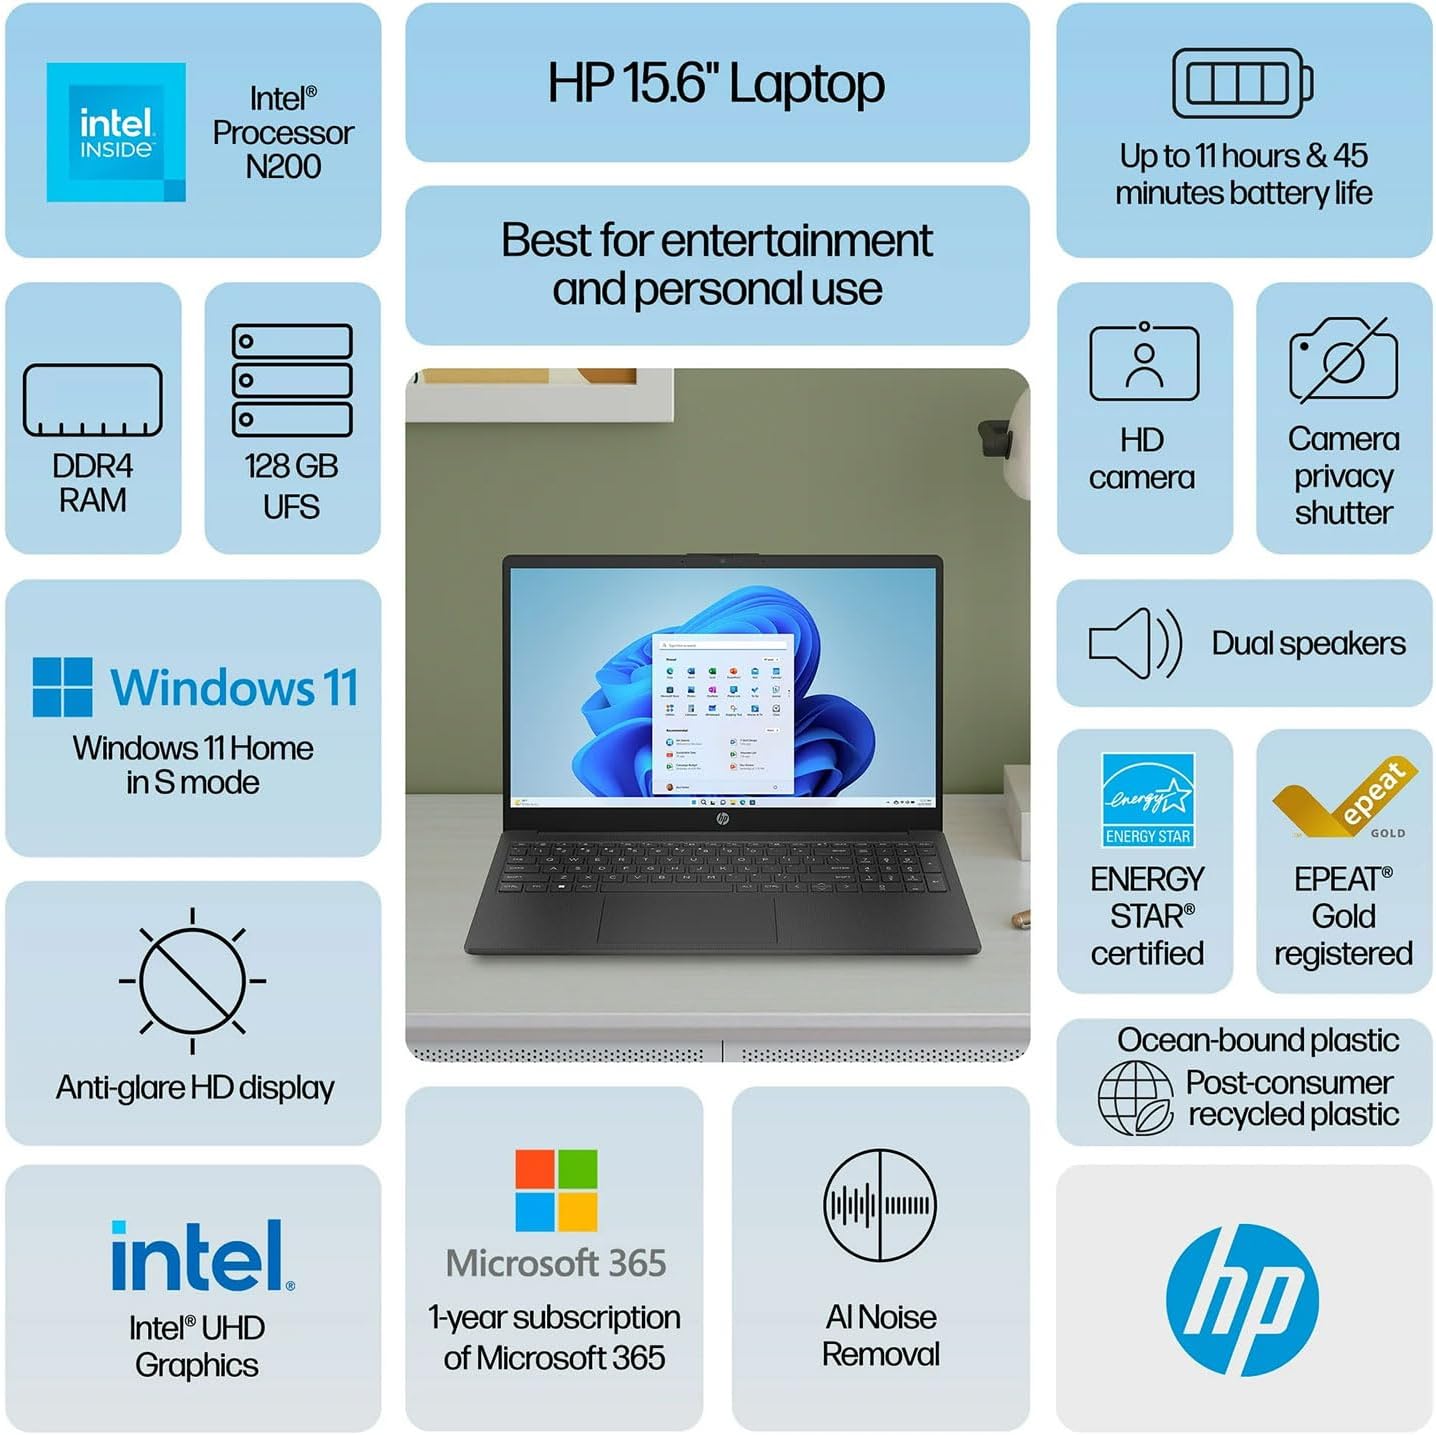 intel
INSIDE
Intel®
Processor
N200
HP 15.6" Laptop
Up to 11 hours & 45
minutes battery life
Best for entertainment
and personal use
DDR4
RAM
128 GB
UFS
HD
camera
Camera
privacy
shutter
Windows 11
Windows 11 Home
in S mode
Dual speakers
energy
ENERGY STAR
ENERGY
STAR®
certified
epeat
GOLD
EPEAT®
Gold
registered
hp
Anti-glare HD display
Ocean-bound plastic
Post-consumer
recycled plastic
intel®
Intel® UHD
Graphics
Microsoft 365
1-year subscription
of Microsoft 365
AI Noise
Removal
hp